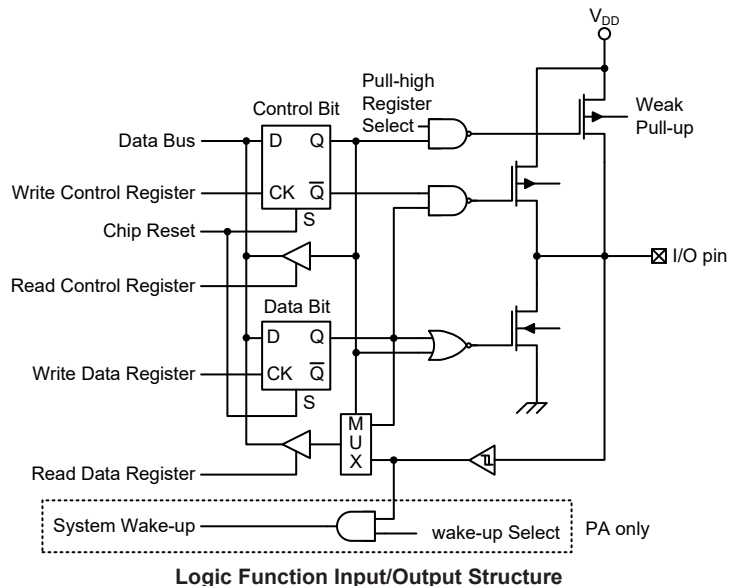 V_DD
Pull-high
Register
Select
Weak
Pull-up
Control Bit
Data Bus
D
Q
Write Control Register
CK
Q̅
S
Chip Reset
I/O pin
Read Control Register
Data Bit
D
Q
Write Data Register
CK
Q̅
S
M
U
X
Read Data Register
System Wake-up
wake-up Select
PA only
Logic Function Input/Output Structure